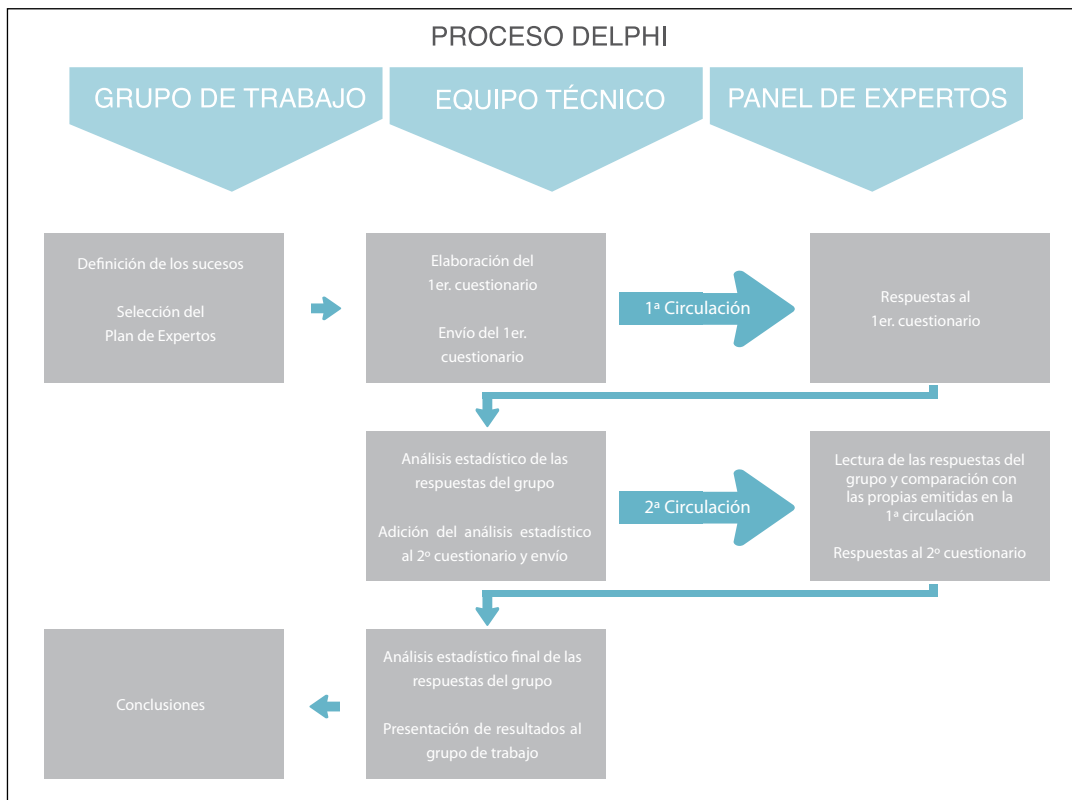 PROCESO DELPHI
GRUPO DE TRABAJO
EQUIPO TÉCNICO
PANEL DE EXPERTOS
Definición de los sucesos
Selección del
Plan de Expertos
Elaboración del
1er. cuestionario
Envío del 1er.
cuestionario
1ª Circulación
Respuestas al
1er. cuestionario
Análisis estadístico de las
respuestas del grupo
Adición del análisis estadístico
al 2º cuestionario y envío
2ª Circulación
Lectura de las respuestas del
grupo y comparación con
las propias emitidas en la
1ª circulación
Respuestas al 2º cuestionario
Análisis estadístico final de las
respuestas del grupo
Presentación de resultados al
grupo de trabajo
Conclusiones